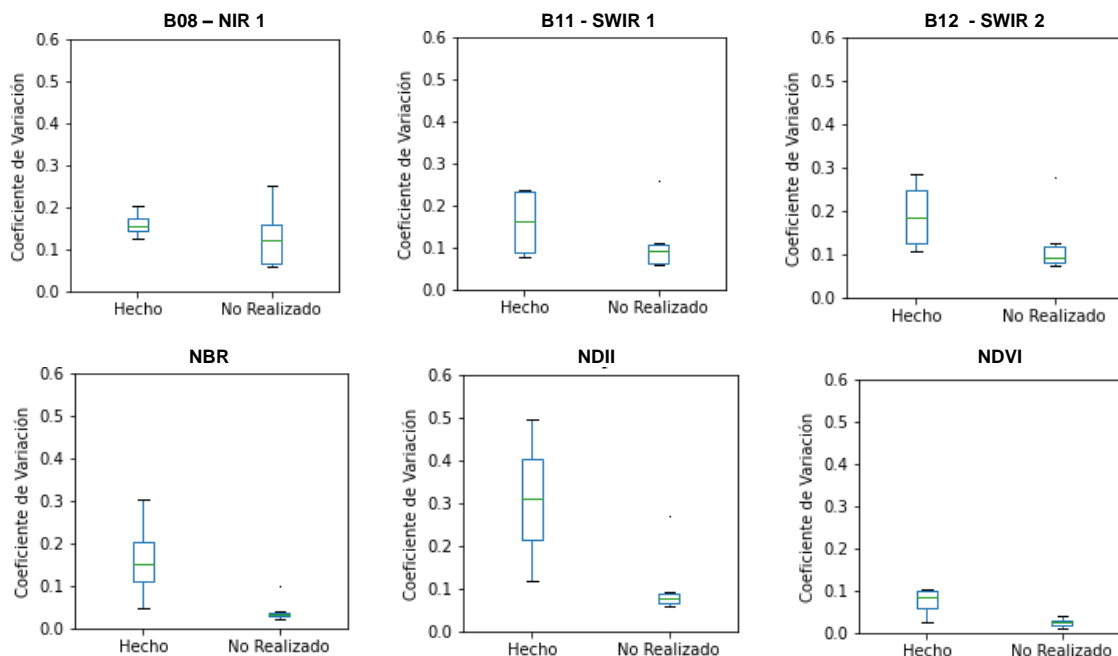 B08 – NIR 1
0.6
0.5
0.4
0.3
0.2
0.1
0.0
Coeficiente de Variación
Hecho
No Realizado
B11 - SWIR 1
0.6
0.5
0.4
0.3
0.2
0.1
0.0
Coeficiente de Variación
Hecho
No Realizado
B12 - SWIR 2
0.6
0.5
0.4
0.3
0.2
0.1
0.0
Coeficiente de Variación
Hecho
No Realizado
NBR
0.6
0.5
0.4
0.3
0.2
0.1
0.0
Coeficiente de Variación
Hecho
No Realizado
NDII
0.6
0.5
0.4
0.3
0.2
0.1
0.0
Coeficiente de Variación
Hecho
No Realizado
NDVI
0.6
0.5
0.4
0.3
0.2
0.1
0.0
Coeficiente de Variación
Hecho
No Realizado